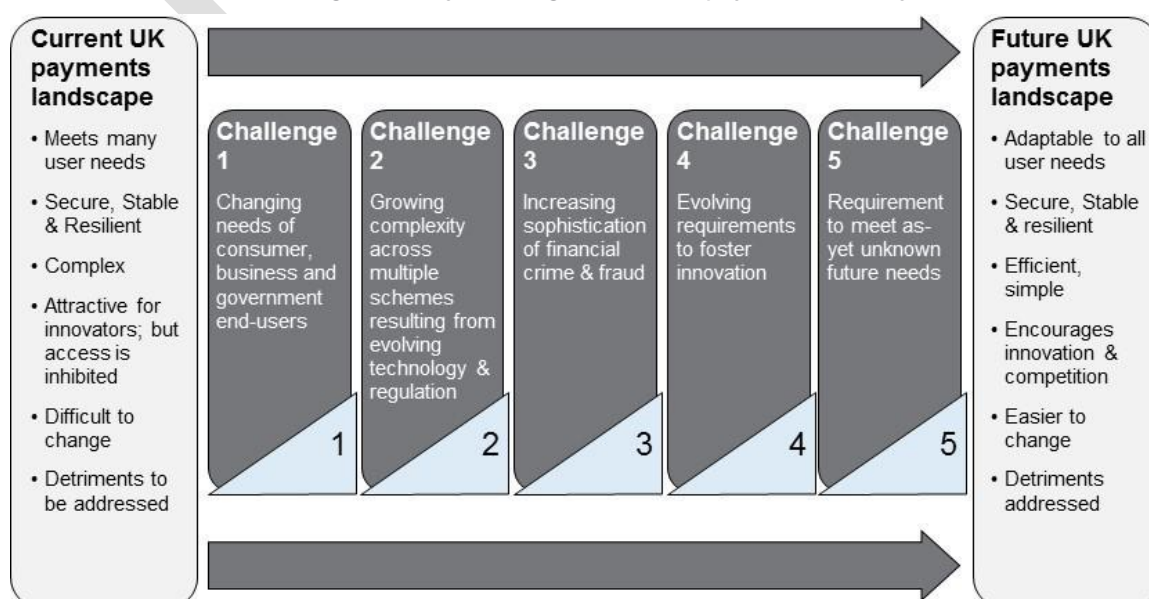 Current UK
payments
landscape
• Meets many
user needs
• Secure, Stable
& Resilient
• Complex
• Attractive for
innovators; but
access is
inhibited
• Difficult to
change
• Detriments to
be addressed
Challenge
1
Changing
needs of
consumer,
business and
government
end-users
1
Challenge
2
Growing
complexity
across
multiple
schemes
resulting from
evolving
technology &
regulation
2
Challenge
3
Increasing
sophistication
of financial
crime & fraud
3
Challenge
4
Evolving
requirements
to foster
innovation
4
Challenge
5
Requirement
to meet as-
yet unknown
future needs
5
Future UK
payments
landscape
• Adaptable to all
user needs
• Secure, Stable
& resilient
• Efficient,
simple
• Encourages
innovation &
competition
• Easier to
change
• Detriments
addressed